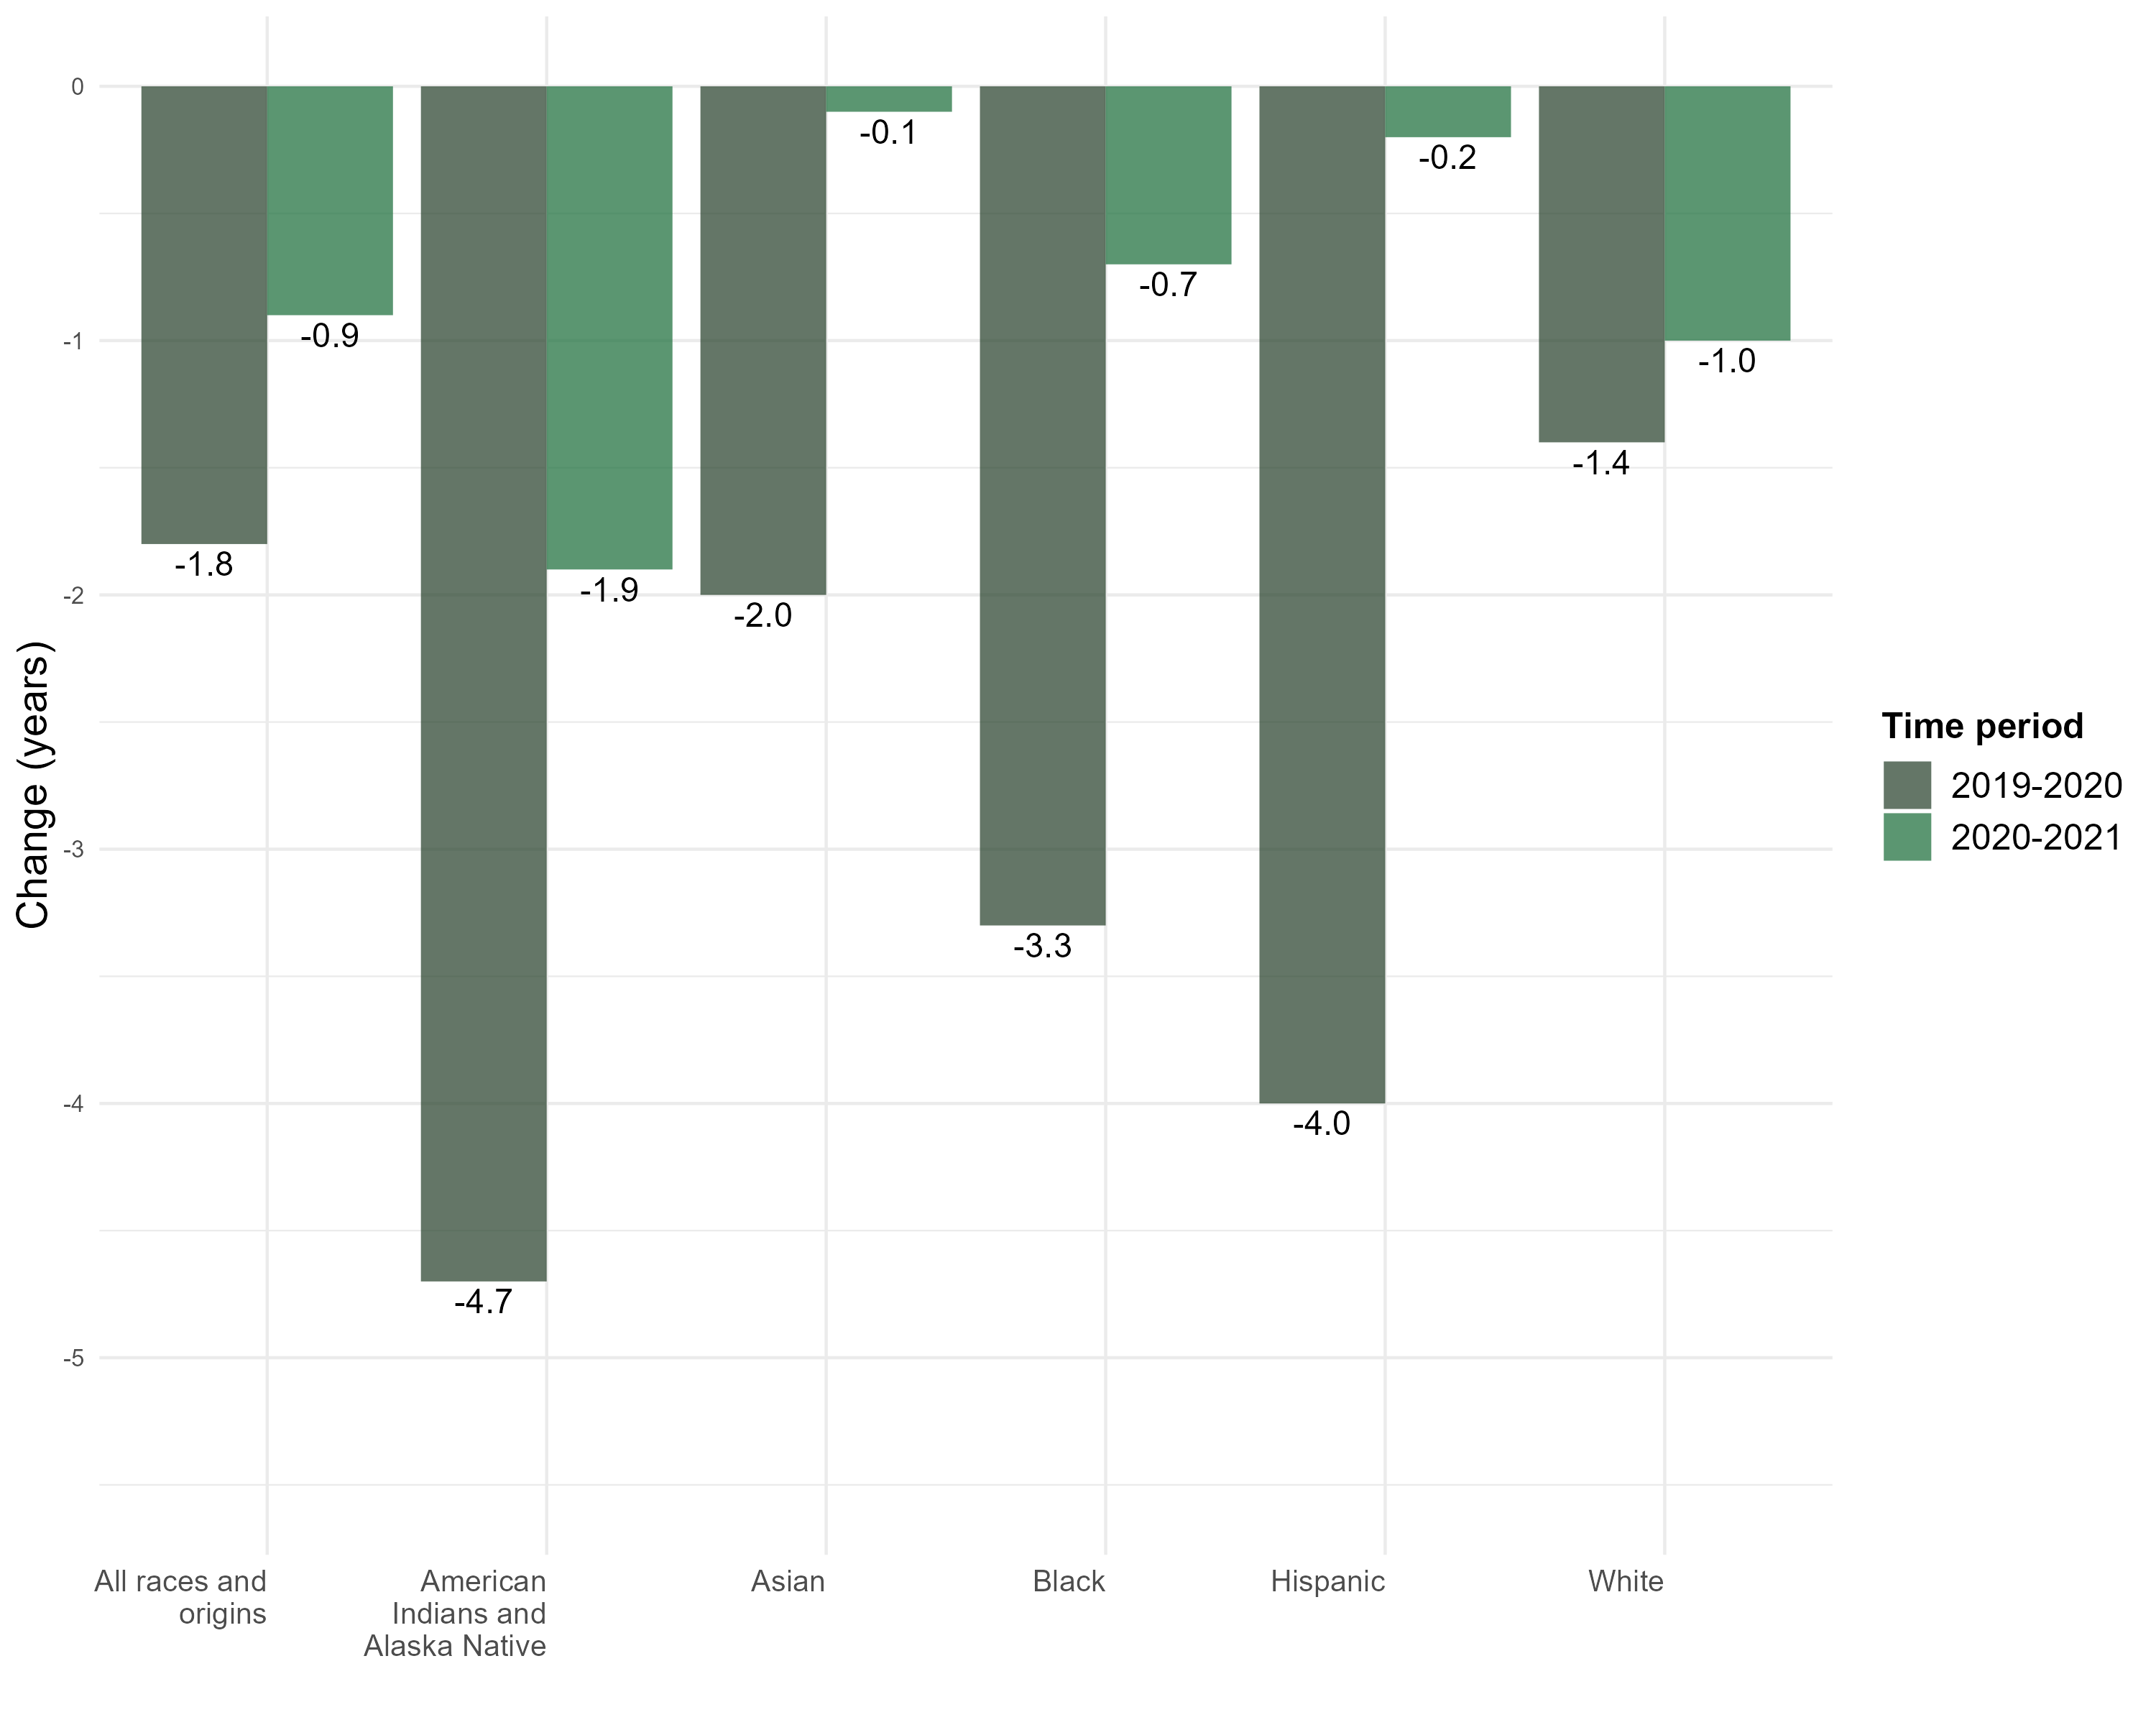 0
-1
-2
-3
-4
-5
Change (years)
-1.8
-0.9
-4.7
-1.9
-2.0
-0.1
-3.3
-0.7
-4.0
-0.2
-1.4
-1.0
All races and
origins
American
Indians and
Alaska Native
Asian
Black
Hispanic
White
Time period
2019-2020
2020-2021